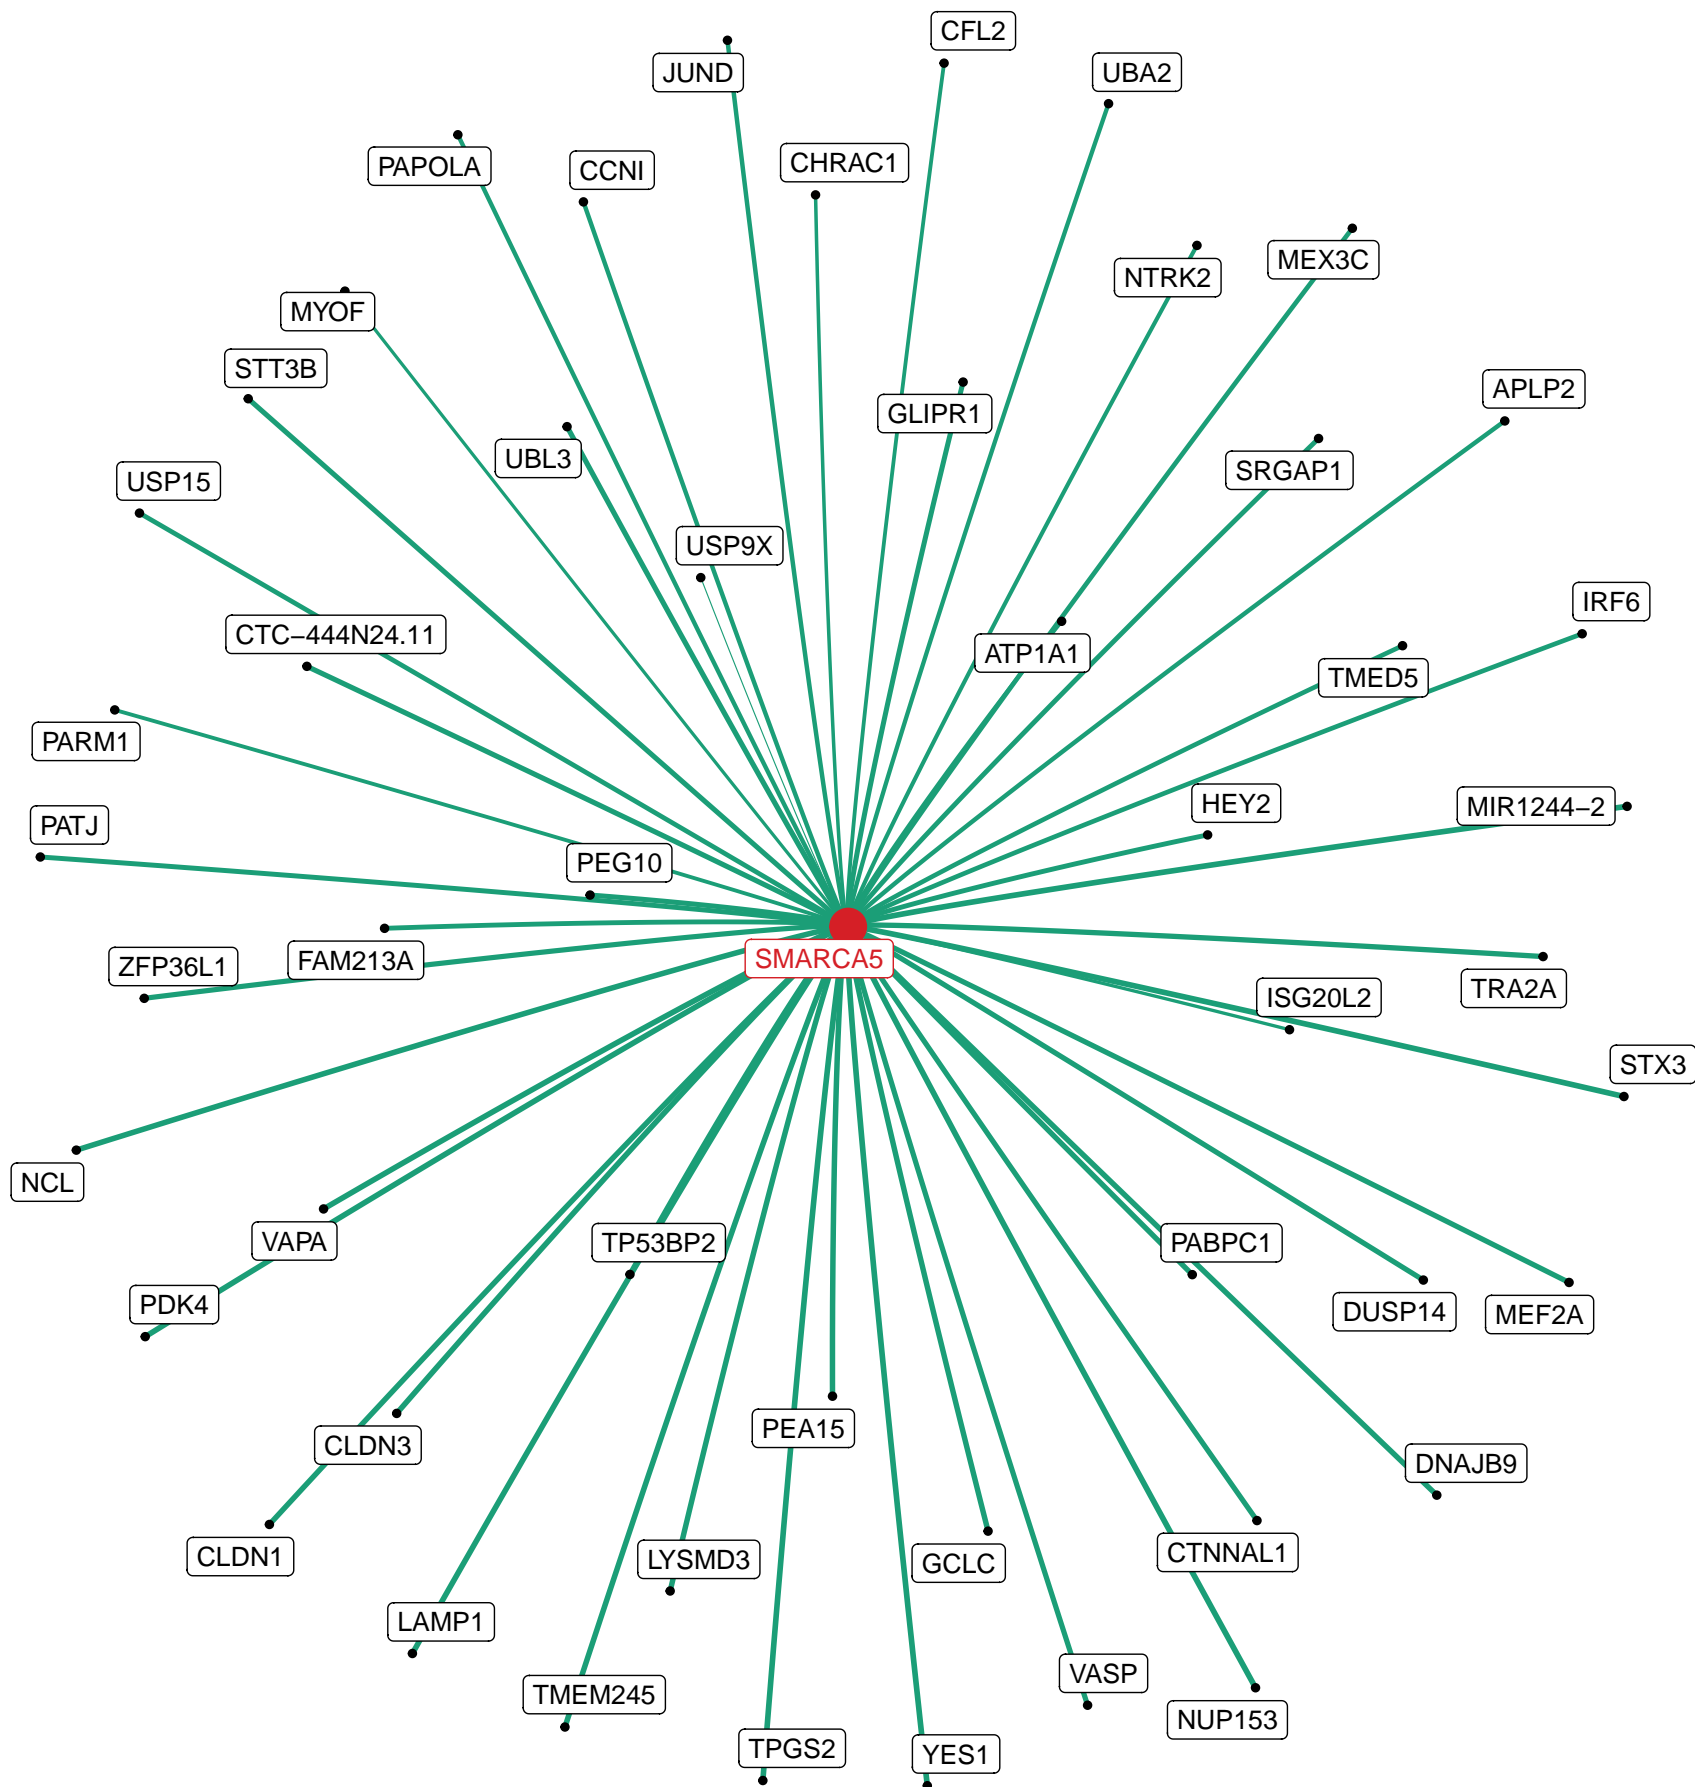 CFL2
JUND
UBA2
PAPOLA
CCNI
CHRAC1
MEX3C
NTRK2
MYOF
STT3B
APLP2
GLIPR1
UBL3
SRGAP1
USP15
USP9X
IRF6
CTC−444N24.11
ATP1A1
TMED5
PARM1
HEY2
MIR1244−2
PATJ
PEG10
SMARCA5
FAM213A
ZFP36L1
TRA2A
ISG20L2
STX3
NCL
VAPA
TP53BP2
PABPC1
PDK4
DUSP14
MEF2A
PEA15
CLDN3
DNAJB9
CLDN1
LYSMD3
GCLC
CTNNAL1
LAMP1
VASP
TMEM245
NUP153
TPGS2
YES1